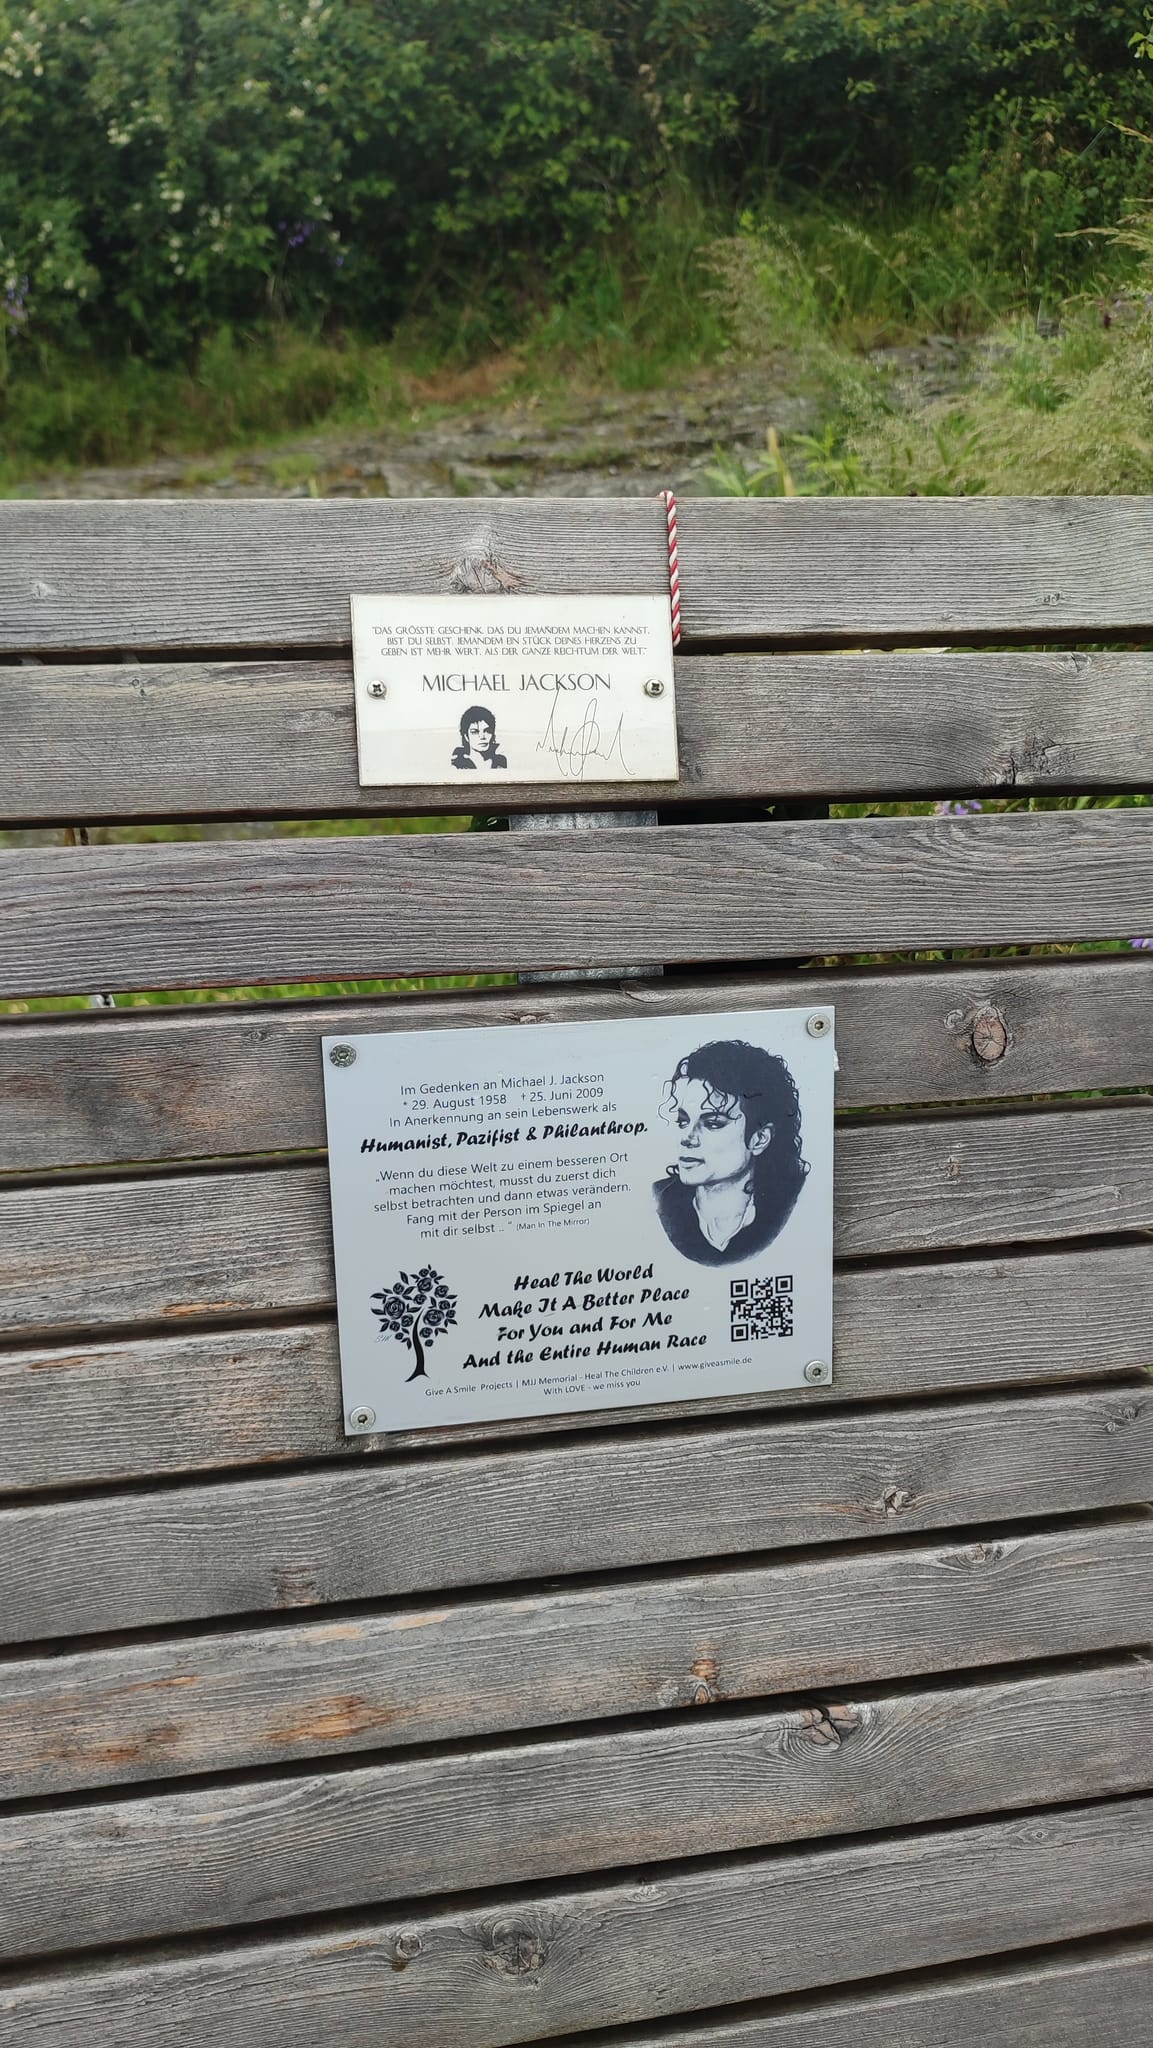 "DAS GRÖSSTE GESCHENK, DAS DU JEMANDEM MACHEN KANNST,
BIST DU SELBST. JEMANDEM EIN STÜCK DEINES HERZENS ZU
GEBEN IST MEHR WERT, ALS DER GANZE REICHTUM DER WELT."
MICHAEL JACKSON
Im Gedenken an Michael J. Jackson
* 29. August 1958 † 25. Juni 2009
In Anerkennung an sein Lebenswerk als
Humanist, Pazifist & Philanthrop.
„Wenn du diese Welt zu einem besseren Ort
machen möchtest, musst du zuerst dich
selbst betrachten und dann etwas verändern.
Fang mit der Person im Spiegel an
mit dir selbst .. " (Man In The Mirror)
Heal The World
Make It A Better Place
For You and For Me
And the Entire Human Race
Give A Smile Projects | MJJ Memorial - Heal The Children e.V. | www.giveasmile.de
With LOVE - we miss you